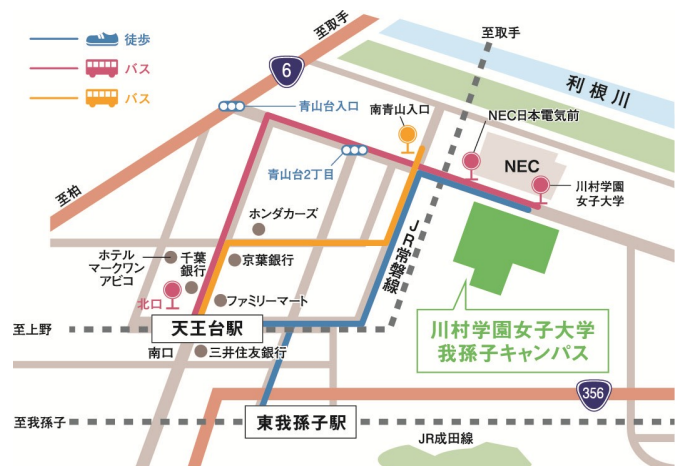 徒歩
バス
バス
至取手
6
至取手
利根川
青山台入口
南青山入口
NEC日本電気前
NEC
青山台2丁目
川村学園
女子大学
至柏
ホンダカーズ
JR常磐線
ホテル
マークワン
アビコ
千葉
銀行
京葉銀行
北口
ファミリーマート
至上野
天王台駅
川村学園女子大学
我孫子キャンパス
南口
三井住友銀行
356
至我孫子
東我孫子駅
JR成田線